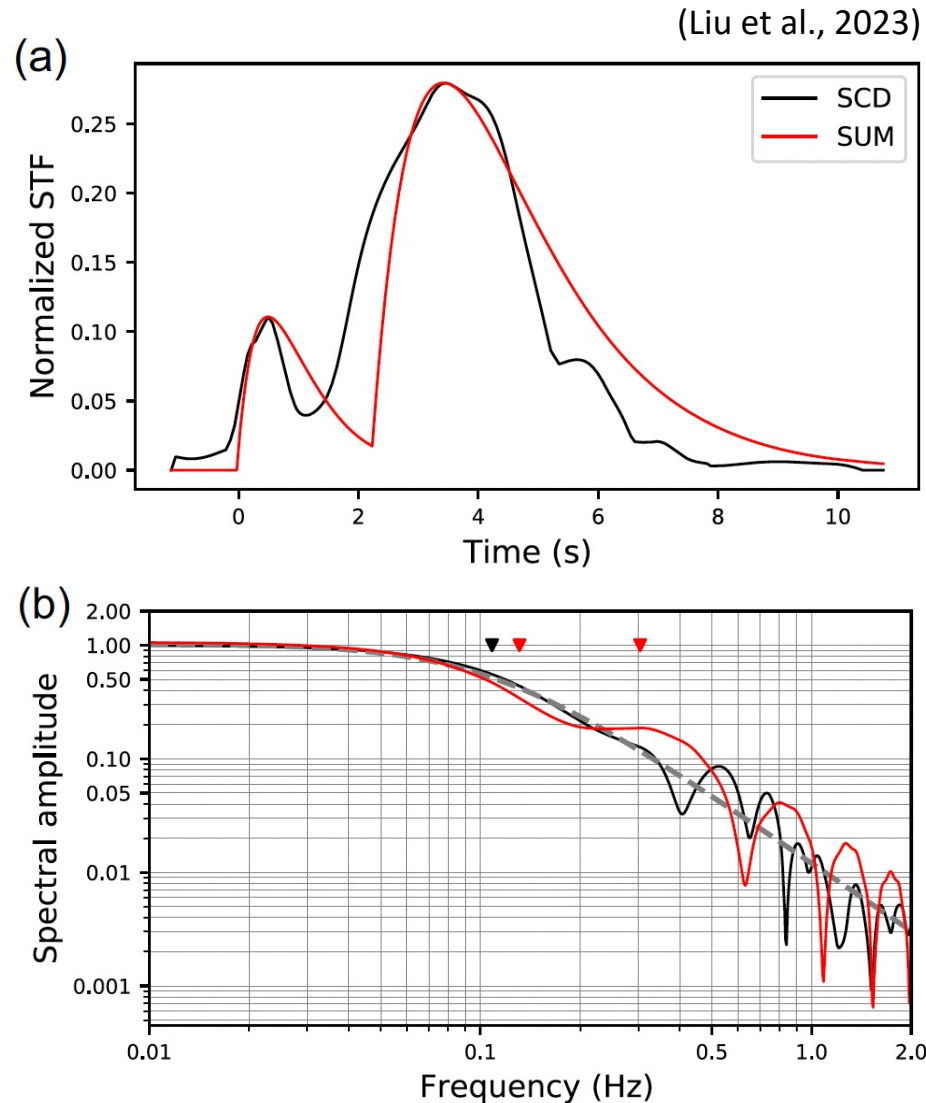 (Liu et al., 2023)
(a)
SCD
SUM
Normalized STF
0.25
0.20
0.15
0.10
0.05
0.00
0 2 4 6 8 10
Time (s)
(b)
Spectral amplitude
2.00
1.00
0.50
0.10
0.05
0.01
0.001
0.01 0.1 0.5 1.0 2.0
Frequency (Hz)